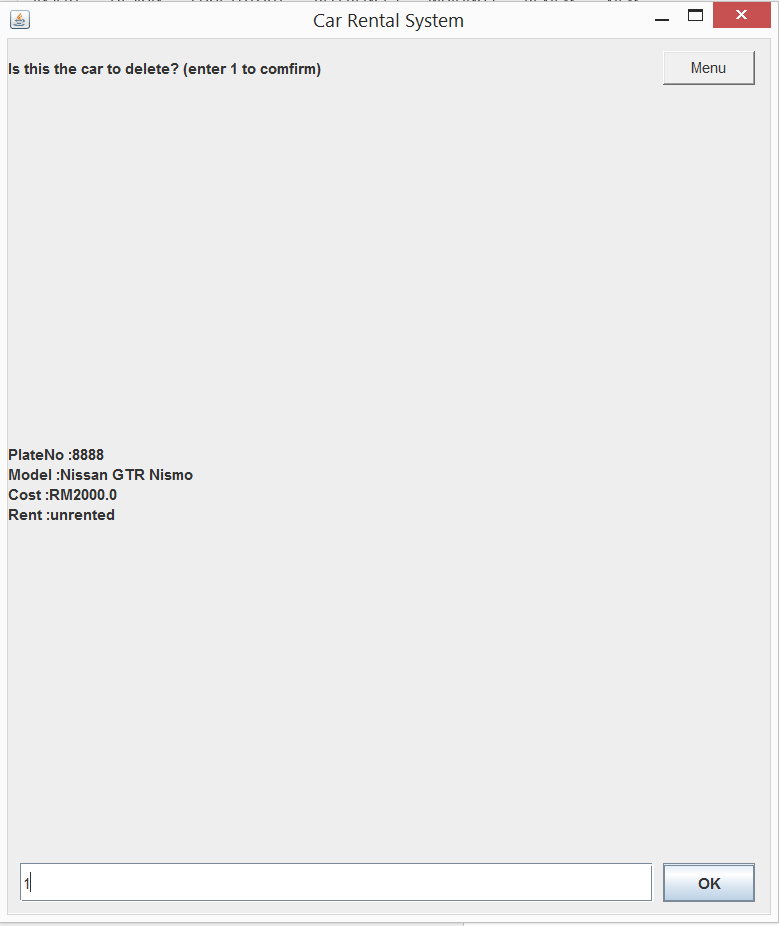 Car Rental System
Is this the car to delete? (enter 1 to comfirm)
Menu
PlateNo :8888
Model :Nissan GTR Nismo
Cost :RM2000.0
Rent :unrented
1
OK